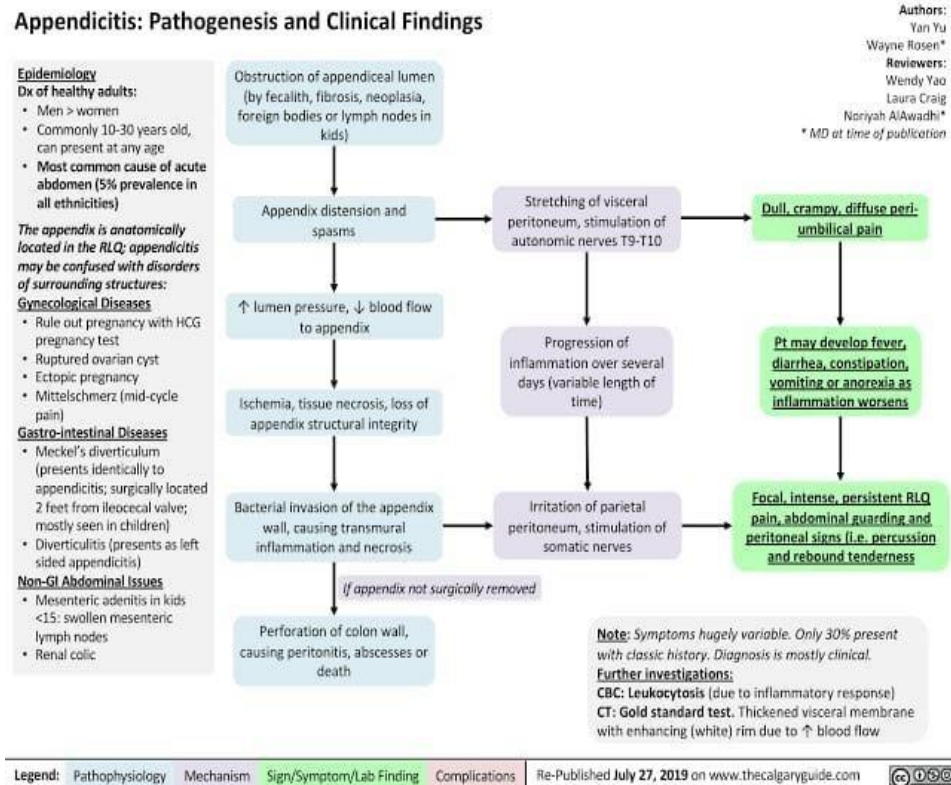 Appendicitis: Pathogenesis and Clinical Findings
Authors:
Yan Yu
Wayne Rosen*
Reviewers:
Wendy Yao
Laura Craig
Noriyah AlAwadhi*
* MD at time of publication
Epidemiology
Dx of healthy adults:
• Men > women
• Commonly 10-30 years old,
can present at any age
• Most common cause of acute
abdomen (5% prevalence in
all ethnicities)
The appendix is anatomically
located in the RLQ; appendicitis
may be confused with disorders
of surrounding structures:
Gynecological Diseases
• Rule out pregnancy with HCG
pregnancy test
• Ruptured ovarian cyst
• Ectopic pregnancy
• Mittelschmerz (mid-cycle
pain)
Gastro-intestinal Diseases
• Meckel's diverticulum
(presents identically to
appendicitis; surgically located
2 feet from ileocecal valve;
mostly seen in children)
• Diverticulitis (presents as left
sided appendicitis)
Non-GI Abdominal Issues
• Mesenteric adenitis in kids
<15: swollen mesenteric
lymph nodes
• Renal colic
Obstruction of appendiceal lumen
(by fecalith, fibrosis, neoplasia,
foreign bodies or lymph nodes in
kids)
Appendix distension and
spasms
↑ lumen pressure, ↓ blood flow
to appendix
Ischemia, tissue necrosis, loss of
appendix structural integrity
Bacterial invasion of the appendix
wall, causing transmural
inflammation and necrosis
If appendix not surgically removed
Perforation of colon wall,
causing peritonitis, abscesses or
death
Stretching of visceral
peritoneum, stimulation of
autonomic nerves T9-T10
Progression of
inflammation over several
days (variable length of
time)
Irritation of parietal
peritoneum, stimulation of
somatic nerves
Dull, crampy, diffuse peri-
umbilical pain
Pt may develop fever,
diarrhea, constipation,
vomiting or anorexia as
inflammation worsens
Focal, intense, persistent RLQ
pain, abdominal guarding and
peritoneal signs (i.e. percussion
and rebound tenderness
Note: Symptoms hugely variable. Only 30% present
with classic history. Diagnosis is mostly clinical.
Further investigations:
CBC: Leukocytosis (due to inflammatory response)
CT: Gold standard test. Thickened visceral membrane
with enhancing (white) rim due to ↑ blood flow
Legend: Pathophysiology Mechanism Sign/Symptom/Lab Finding Complications Re-Published July 27, 2019 on www.thecalgaryguide.com